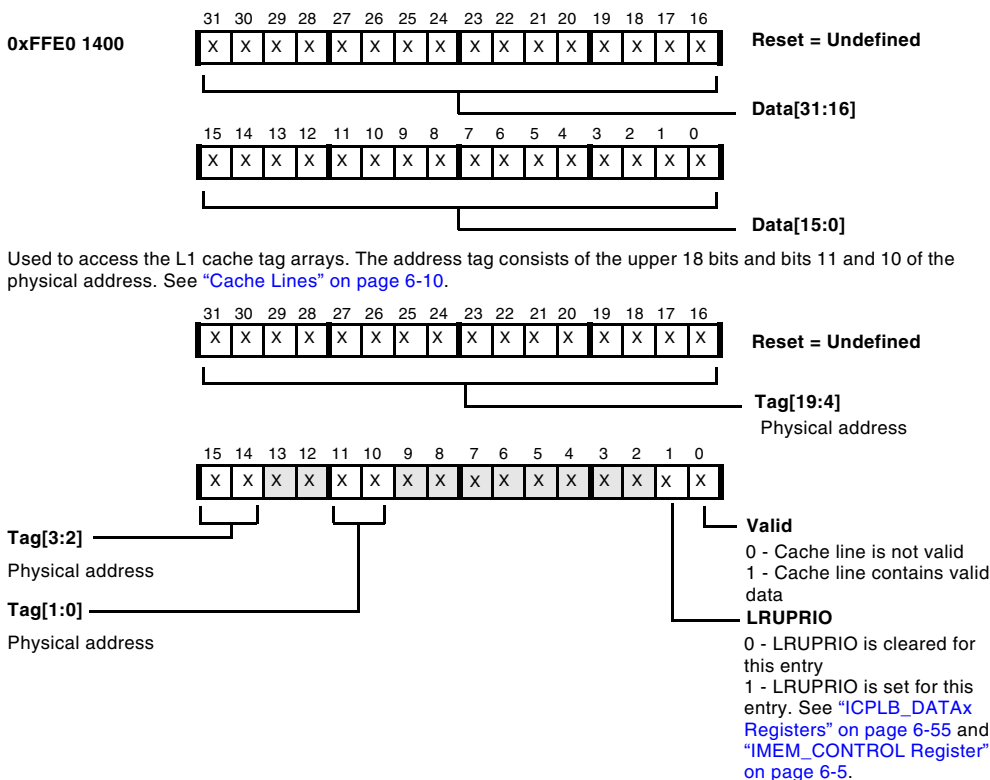 31 30 29 28 27 26 25 24 23 22 21 20 19 18 17 16
0xFFE0 1400
X X X X X X X X X X X X X X X X
Reset = Undefined
Data[31:16]
15 14 13 12 11 10 9 8 7 6 5 4 3 2 1 0
X X X X X X X X X X X X X X X X
Data[15:0]
Used to access the L1 cache tag arrays. The address tag consists of the upper 18 bits and bits 11 and 10 of the
physical address. See “Cache Lines” on page 6-10.
31 30 29 28 27 26 25 24 23 22 21 20 19 18 17 16
X X X X X X X X X X X X X X X X
Reset = Undefined
Tag[19:4]
Physical address
15 14 13 12 11 10 9 8 7 6 5 4 3 2 1 0
X X X X X X X X X X X X X X X X
Tag[3:2]
Physical address
Tag[1:0]
Physical address
Valid
0 - Cache line is not valid
1 - Cache line contains valid
data
LRUPRIO
0 - LRUPRIO is cleared for
this entry
1 - LRUPRIO is set for this
entry. See “ICPLB_DATAx
Registers” on page 6-55 and
“IMEM_CONTROL Register”
on page 6-5.